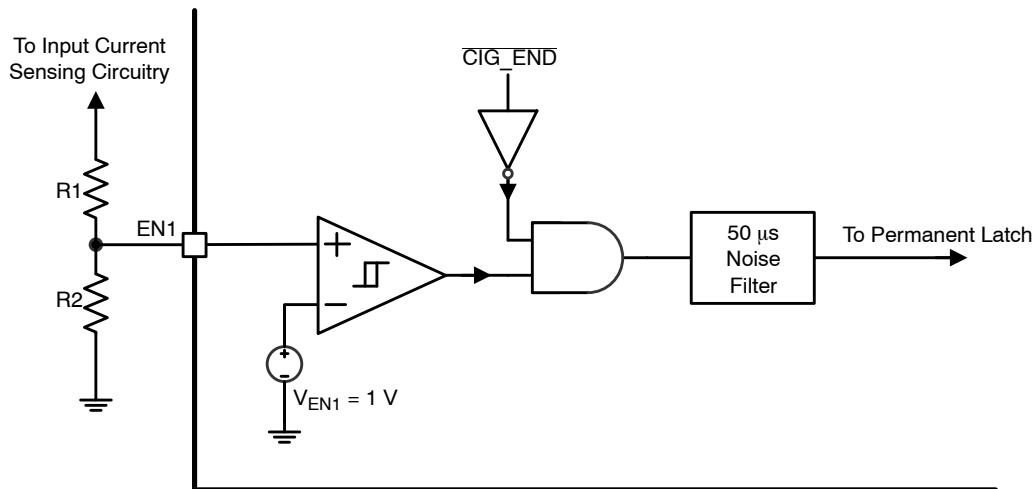 To Input Current
Sensing Circuitry
CIG_END
R1
EN1
R2
+
−
+
−
V_EN1 = 1 V
50 μs
Noise
Filter
To Permanent Latch